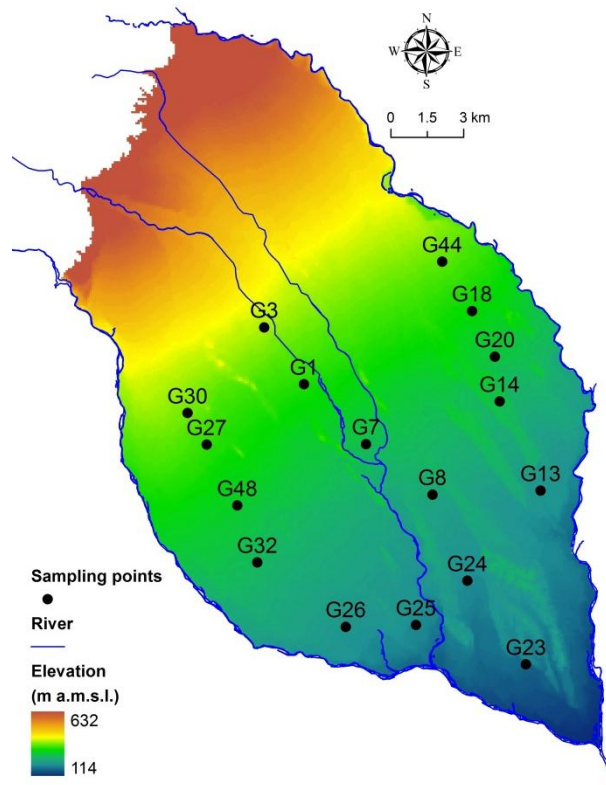 N
W E
S
0 1.5 3 km
G44
G18
G3
G20
G1
G14
G30
G27
G7
G8
G13
G48
G32
G24
G26
G25
G23
Sampling points
River
Elevation
(m a.m.s.l.)
632
114